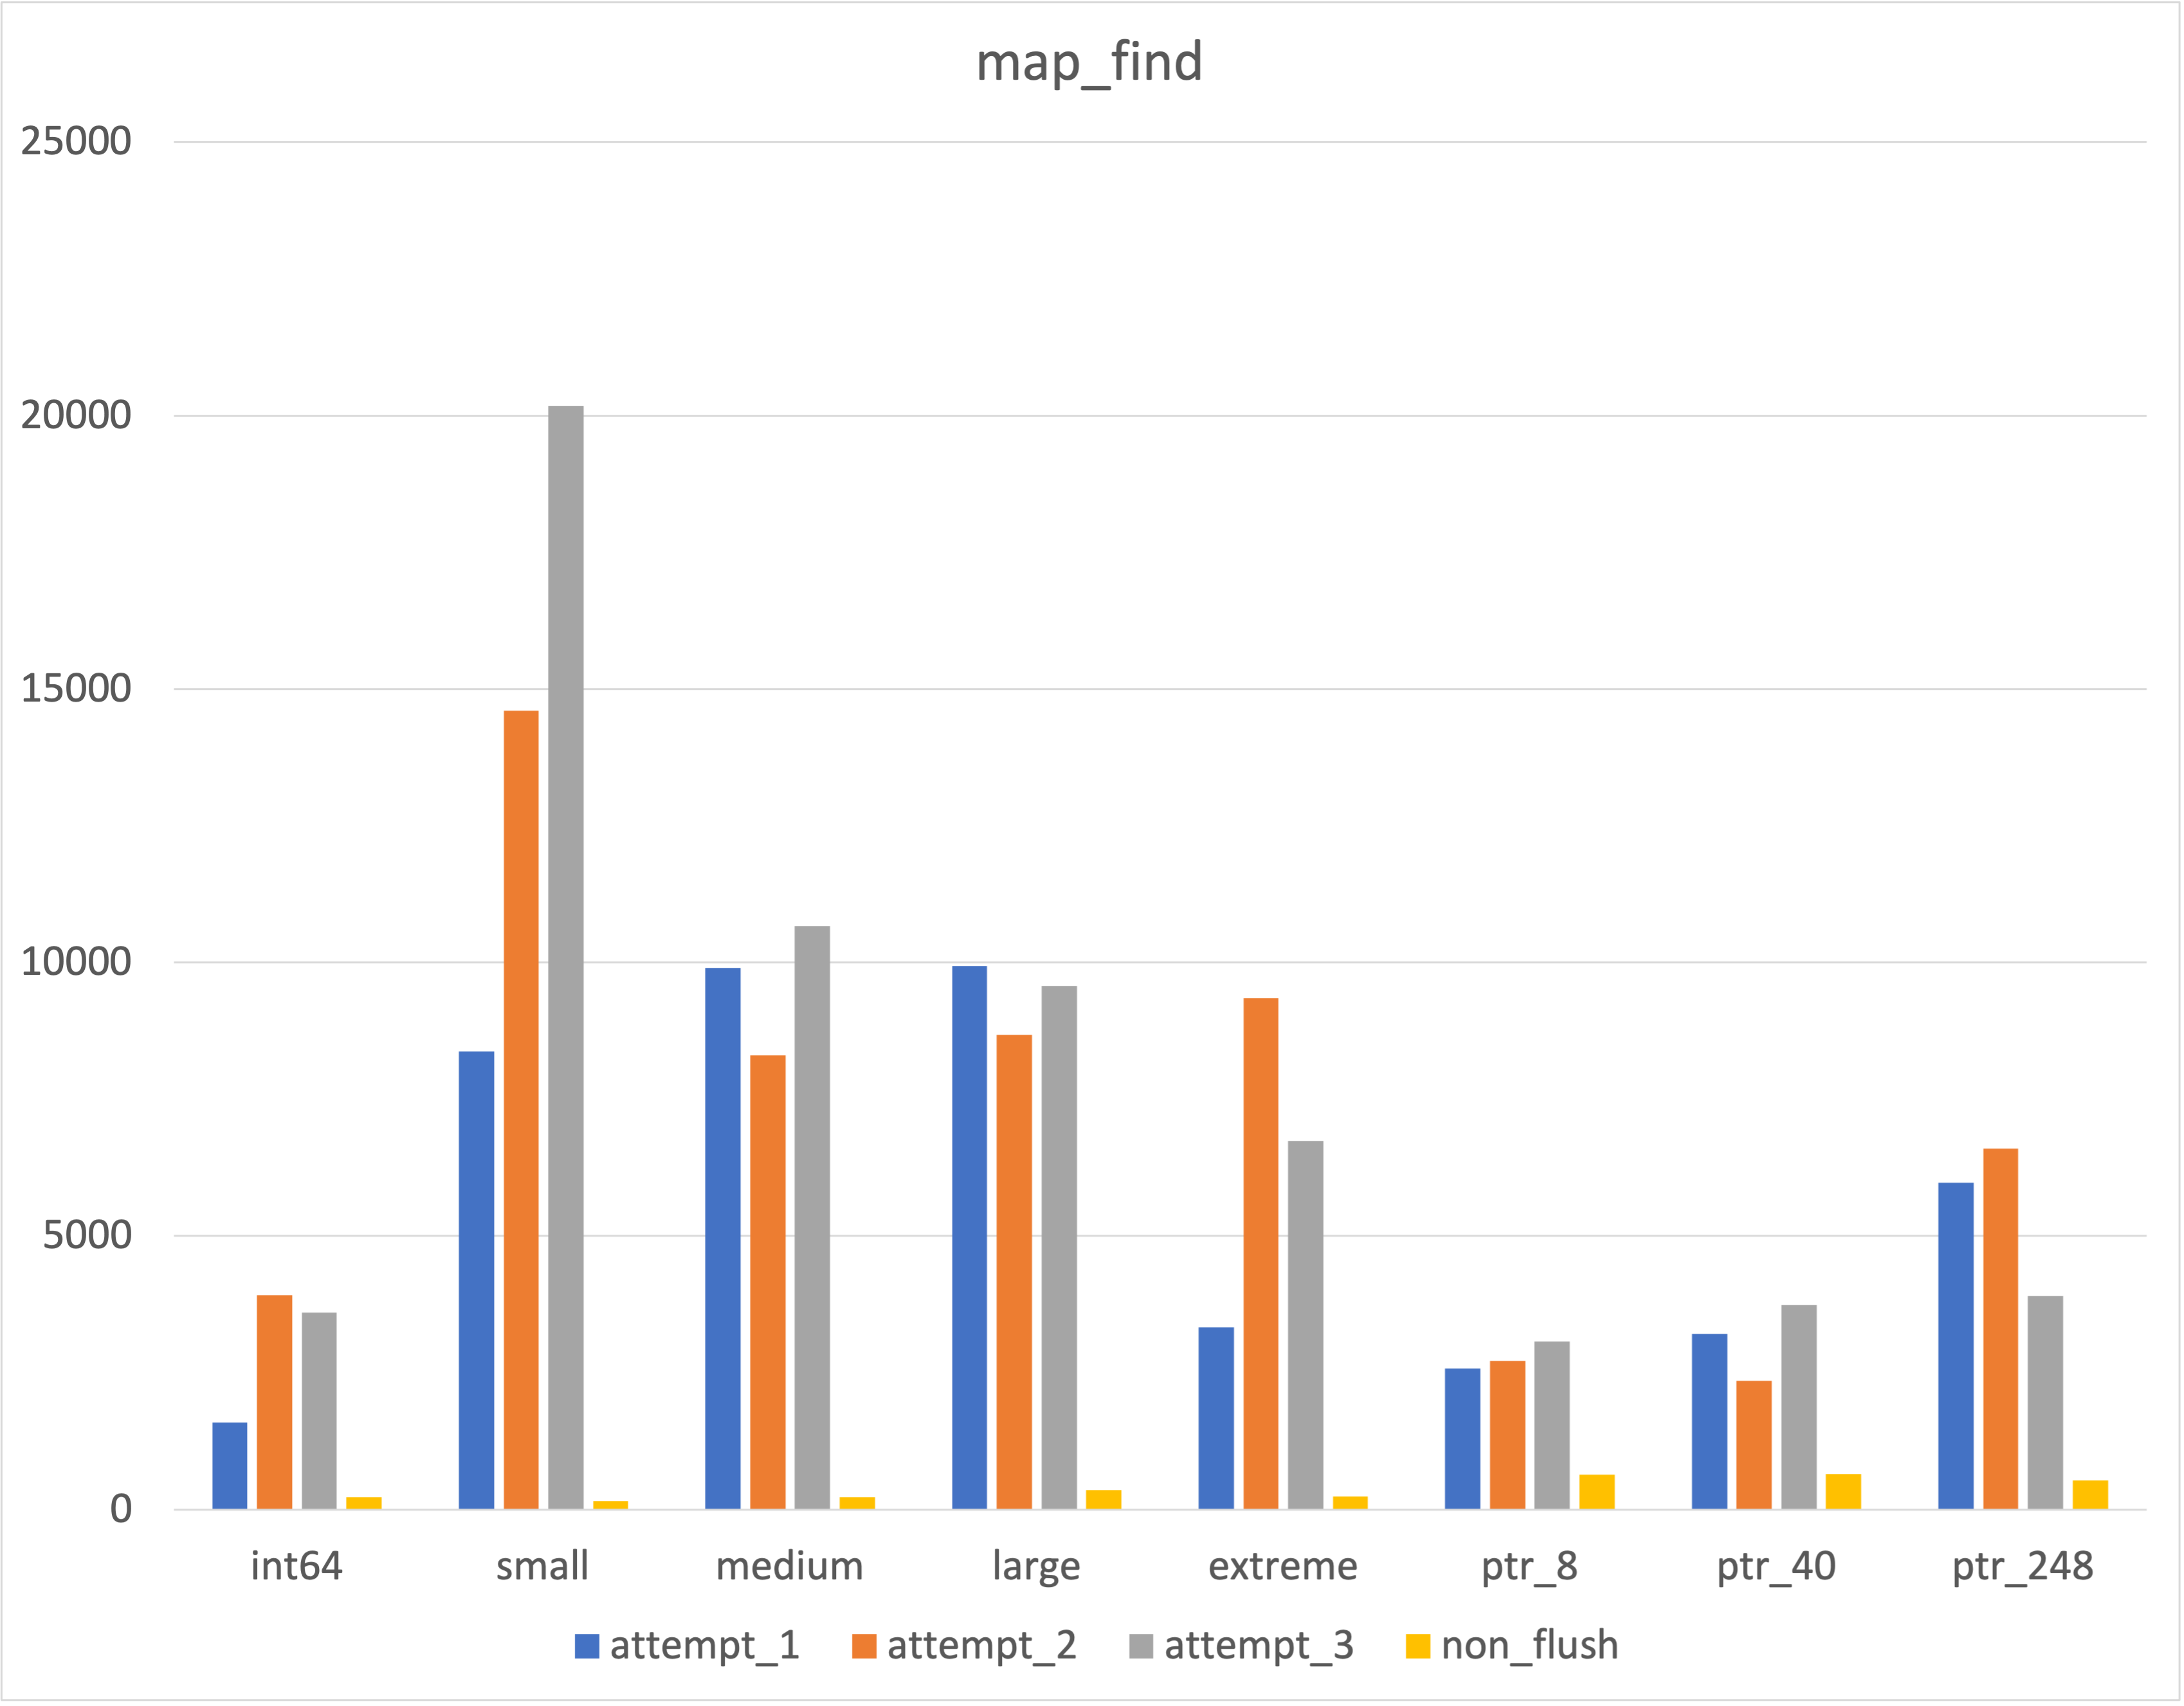 map_find
25000
20000
15000
10000
5000
0
int64 small medium large extreme ptr_8 ptr_40 ptr_248
attempt_1 attempt_2 attempt_3 non_flush